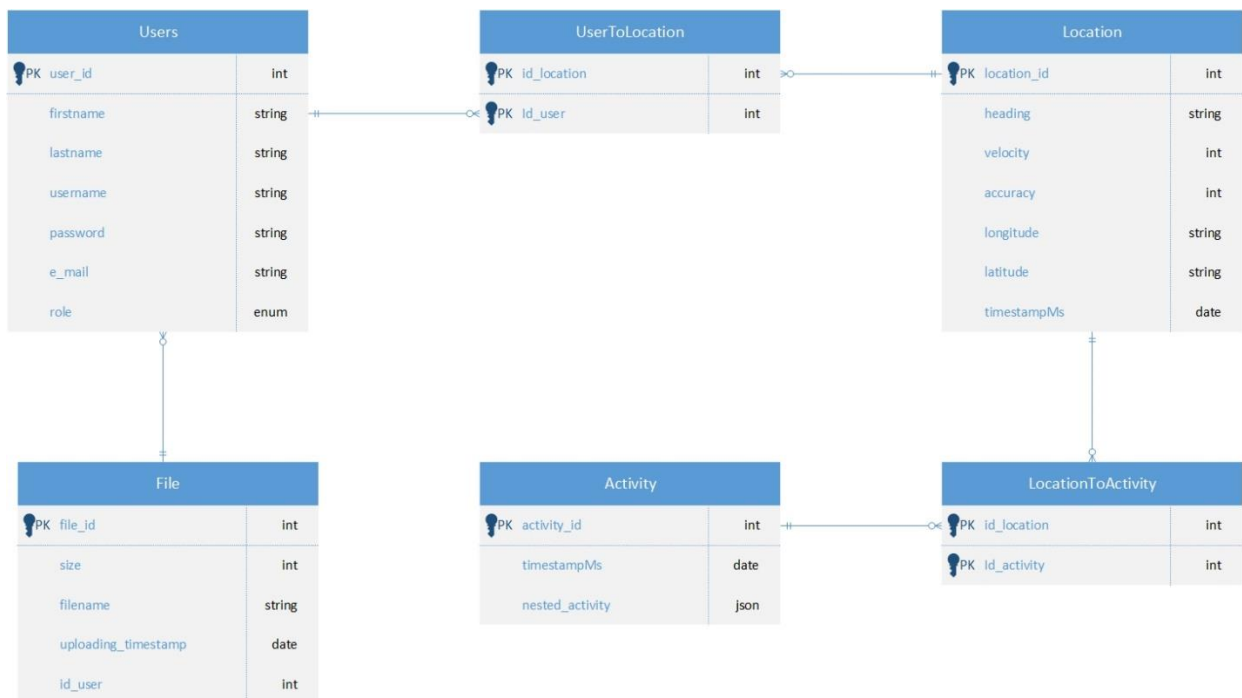 Users
PK user_id int
firstname string
lastname string
username string
password string
e_mail string
role enum
UserToLocation
PK id_location int
PK Id_user int
Location
PK location_id int
heading string
velocity int
accuracy int
longitude string
latitude string
timestampMs date
File
PK file_id int
size int
filename string
uploading_timestamp date
id_user int
Activity
PK activity_id int
timestampMs date
nested_activity json
LocationToActivity
PK id_location int
PK Id_activity int